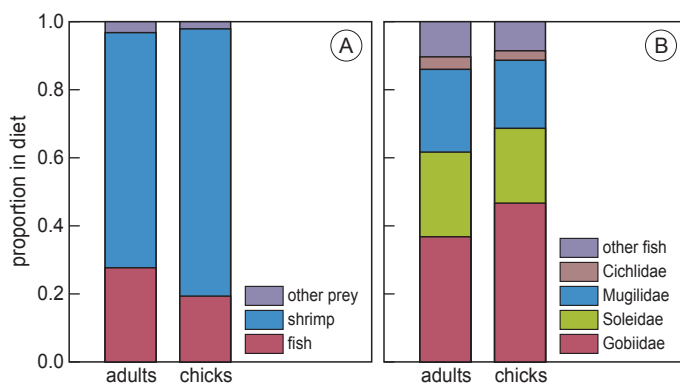 proportion in diet
1.0
0.8
0.6
0.4
0.2
0.0
A
other prey
shrimp
fish
adults chicks
B
other fish
Cichlidae
Mugilidae
Soleidae
Gobiidae
adults chicks